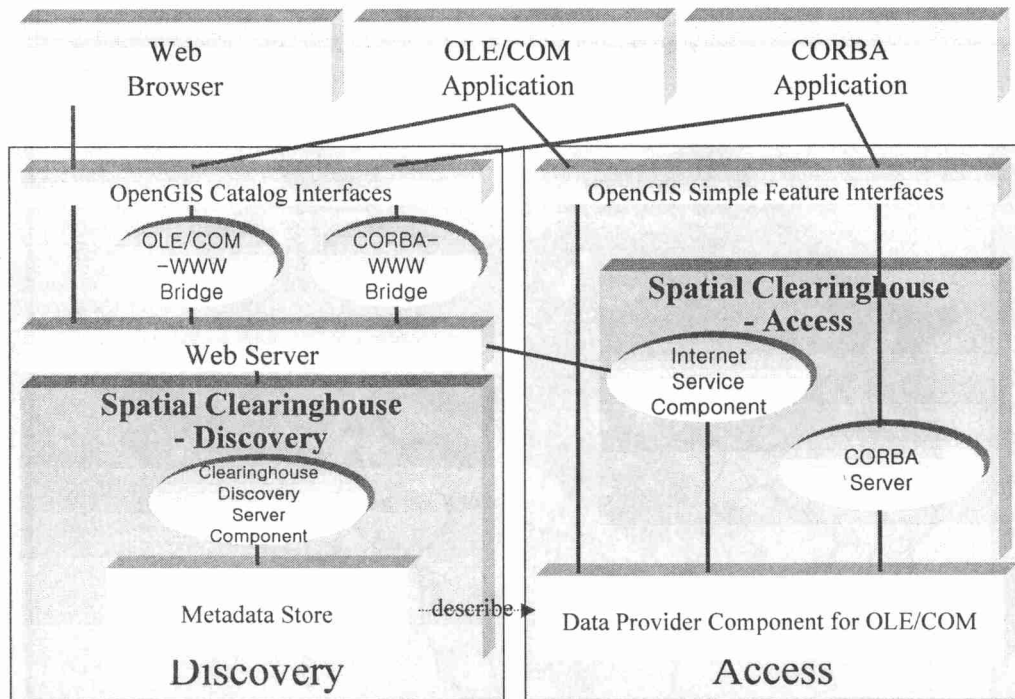 Web
Browser
OLE/COM
Application
CORBA
Application
OpenGIS Catalog Interfaces
OpenGIS Simple Feature Interfaces
OLE/COM
-WWW
Bridge
CORBA-
WWW
Bridge
Web Server
Spatial Clearinghouse
- Discovery
Clearinghouse
Discovery
Server
Component
Metadata Store
Discovery
describe
Spatial Clearinghouse
- Access
Internet
Service
Component
CORBA
Server
Data Provider Component for OLE/COM
Access